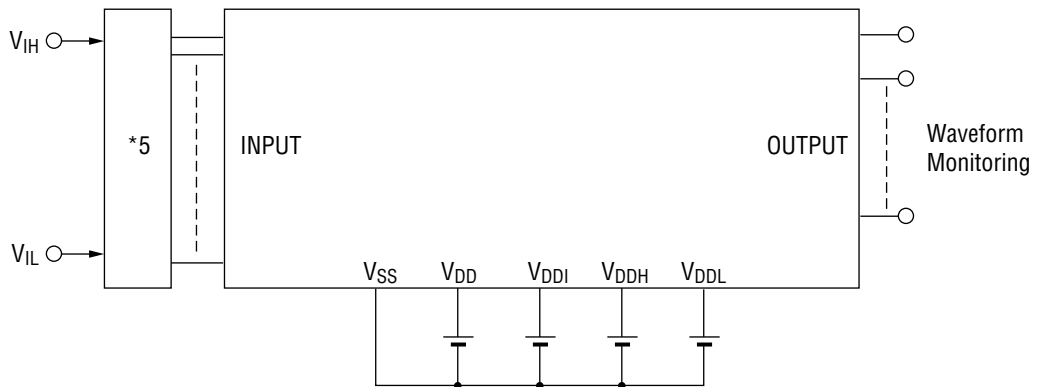 V_IH
*5
INPUT
OUTPUT
Waveform
Monitoring
V_IL
V_SS
V_DD
V_DDI
V_DDH
V_DDL